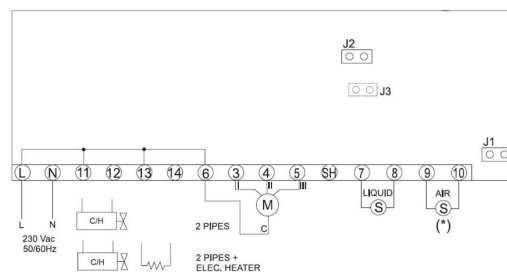 J2
J3
J1
L N 11 12 13 14 6 3 4 5 SH 7 8 9 10
I II III
LIQUID
AIR
S
S
M
(*)
L N
C/H
2 PIPES
C
230 Vac
50/60Hz
C/H
2 PIPES +
ELEC. HEATER